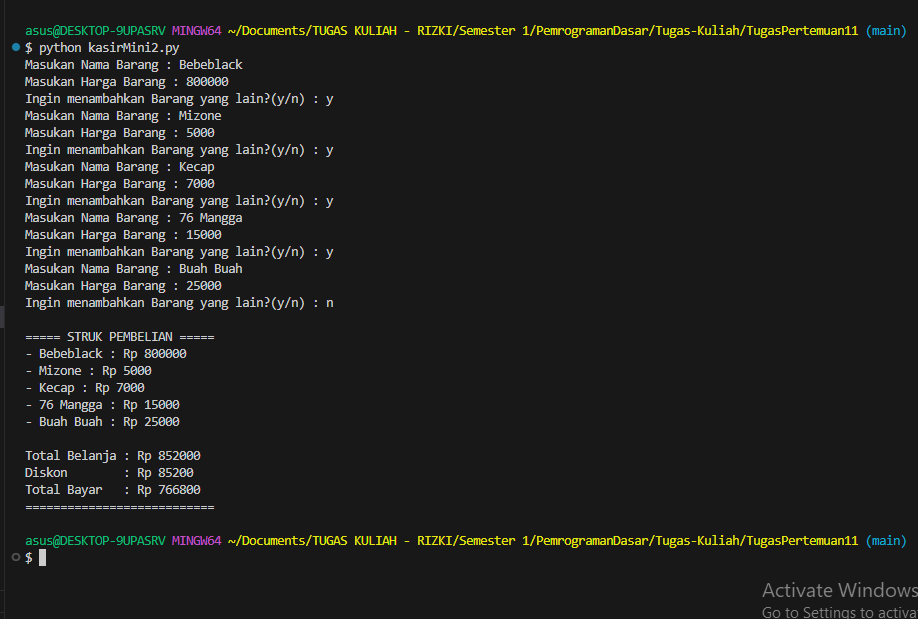 asus@DESKTOP-9UPASRV MINGW64 ~/Documents/TUGAS KULIAH - RIZKI/Semester 1/PemrogramanDasar/Tugas-Kuliah/TugasPertemuan11 (main)
$ python kasirMini2.py
Masukan Nama Barang : Bebeblack
Masukan Harga Barang : 800000
Ingin menambahkan Barang yang lain?(y/n) : y
Masukan Nama Barang : Mizone
Masukan Harga Barang : 5000
Ingin menambahkan Barang yang lain?(y/n) : y
Masukan Nama Barang : Kecap
Masukan Harga Barang : 7000
Ingin menambahkan Barang yang lain?(y/n) : y
Masukan Nama Barang : 76 Mangga
Masukan Harga Barang : 15000
Ingin menambahkan Barang yang lain?(y/n) : y
Masukan Nama Barang : Buah Buah
Masukan Harga Barang : 25000
Ingin menambahkan Barang yang lain?(y/n) : n

===== STRUK PEMBELIAN =====
- Bebeblack : Rp 800000
- Mizone : Rp 5000
- Kecap : Rp 7000
- 76 Mangga : Rp 15000
- Buah Buah : Rp 25000

Total Belanja : Rp 852000
Diskon        : Rp 85200
Total Bayar   : Rp 766800
===========================

asus@DESKTOP-9UPASRV MINGW64 ~/Documents/TUGAS KULIAH - RIZKI/Semester 1/PemrogramanDasar/Tugas-Kuliah/TugasPertemuan11 (main)
$
Activate Windows
Go to Settings to activa